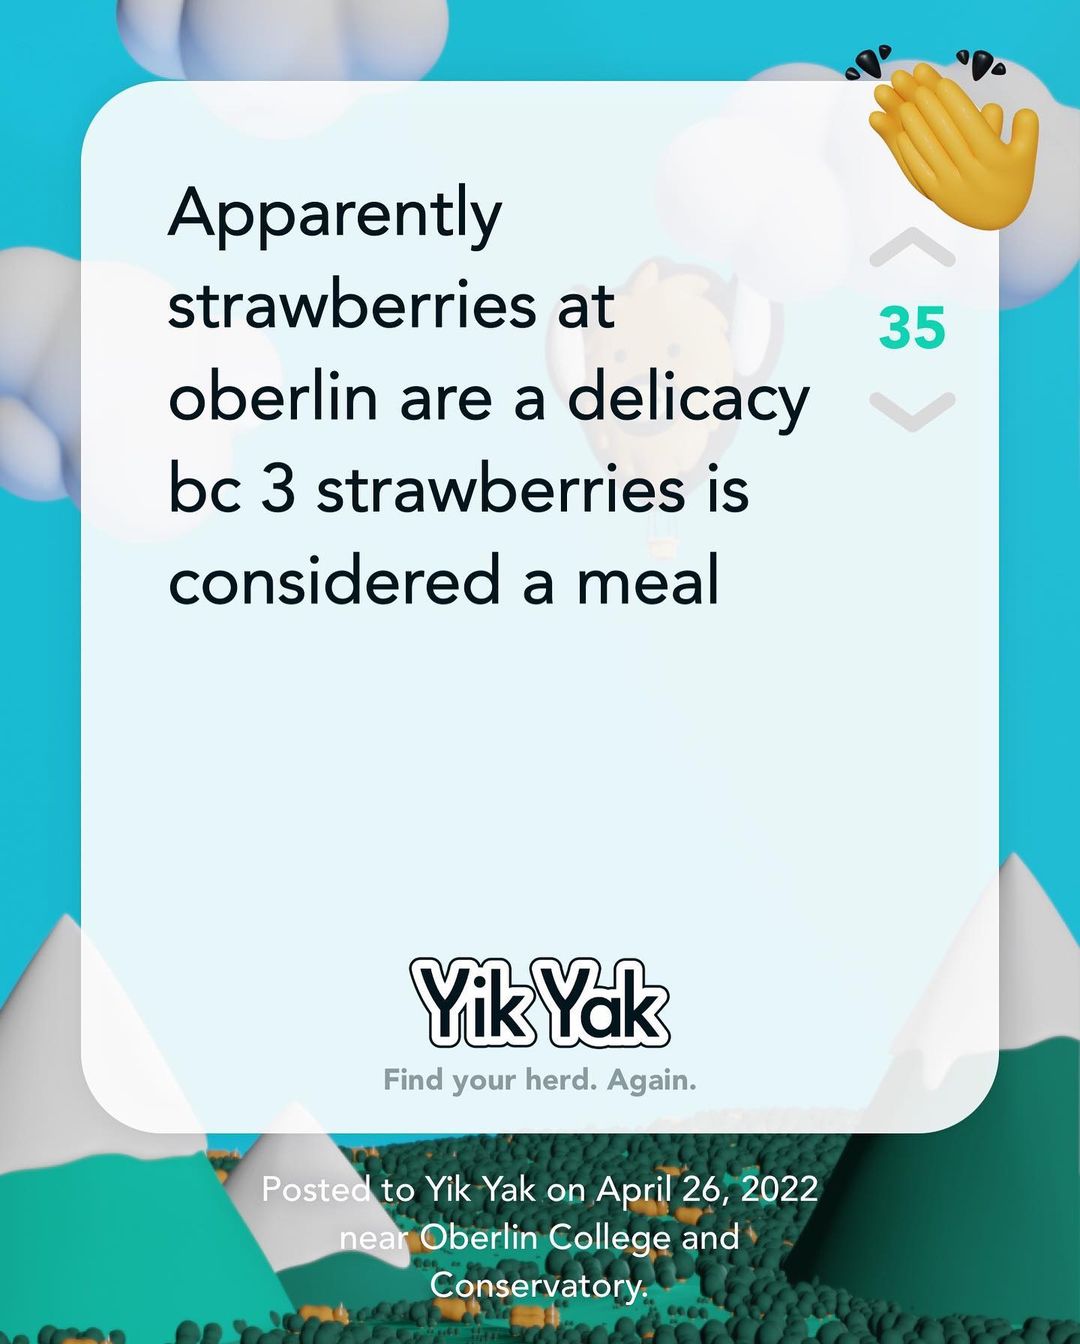 Apparently
strawberries at
oberlin are a delicacy
bc 3 strawberries is
considered a meal
35
Yik Yak
Find your herd. Again.
Posted to Yik Yak on April 26, 2022
near Oberlin College and
Conservatory.